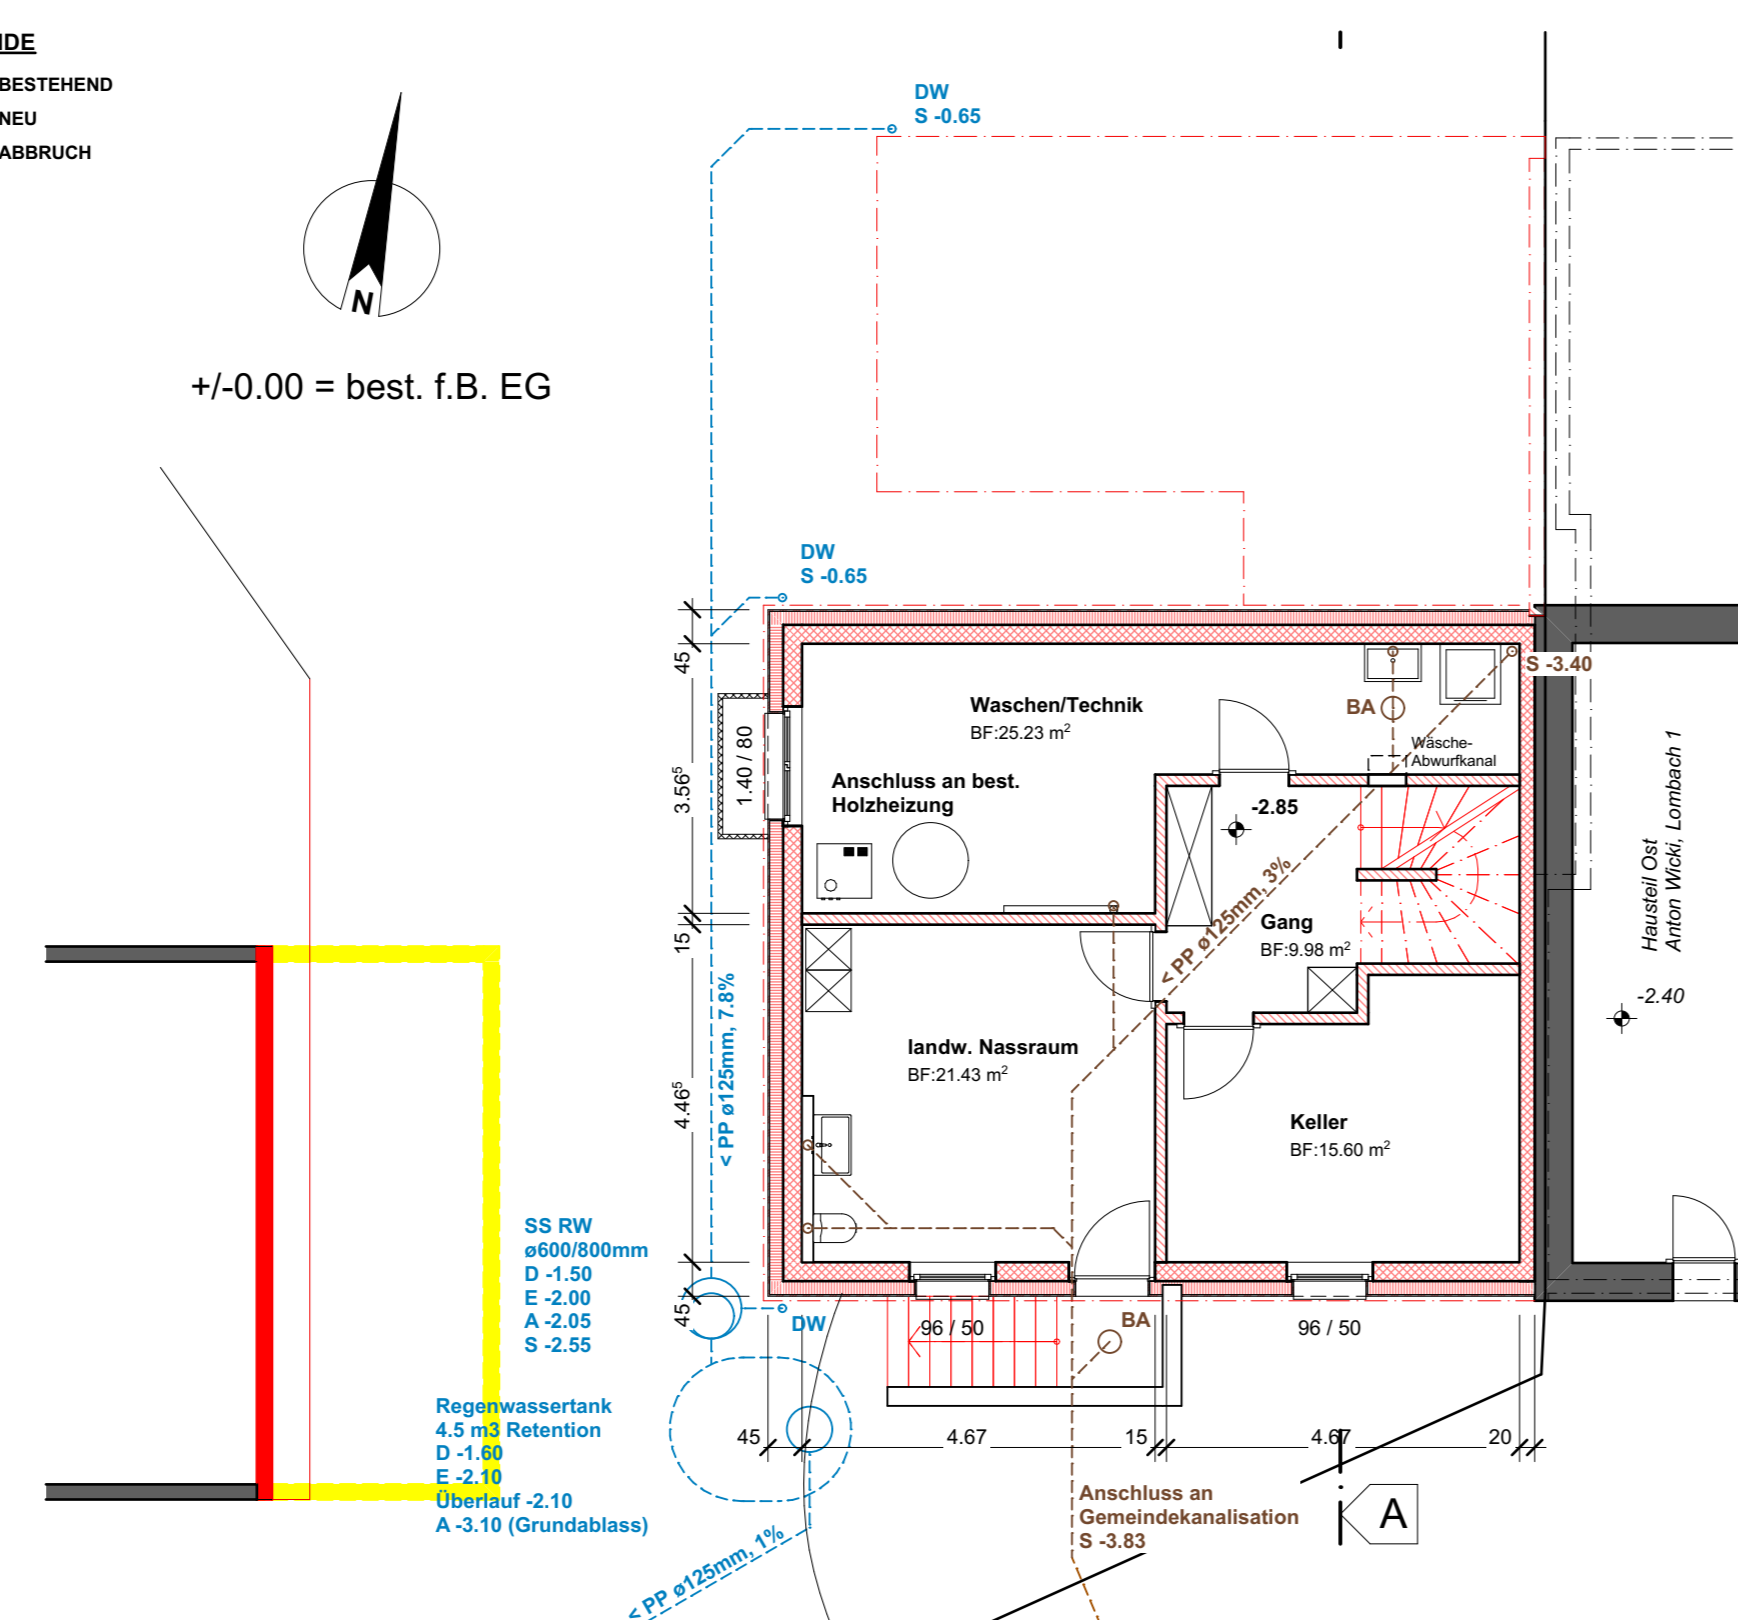 IDE
BESTEHEND
NEU
ABBRUCH
N
+/-0.00 = best. f.B. EG
DW
S -0.65
DW
S -0.65
45
3.56⁵
15
4.46⁵
45
1.40 / 80
< PP ø125mm, 7.8%
Waschen/Technik
BF:25.23 m²
Anschluss an best.
Holzheizung
BA
Wäsche-
Abwurfkanal
S -3.40
-2.85
< PP ø125mm, 3%
Gang
BF:9.98 m²
landw. Nassraum
BF:21.43 m²
Keller
BF:15.60 m²
Hausteil Ost
Anton Wicki, Lombach 1
-2.40
SS RW
ø600/800mm
D -1.50
E -2.00
A -2.05
S -2.55
DW
96 / 50
BA
96 / 50
Regenwassertank
4.5 m3 Retention
D -1.60
E -2.10
Überlauf -2.10
A -3.10 (Grundablass)
45
4.67
15
4.67
20
Anschluss an
Gemeindekanalisation
S -3.83
A
< PP ø125mm, 1%